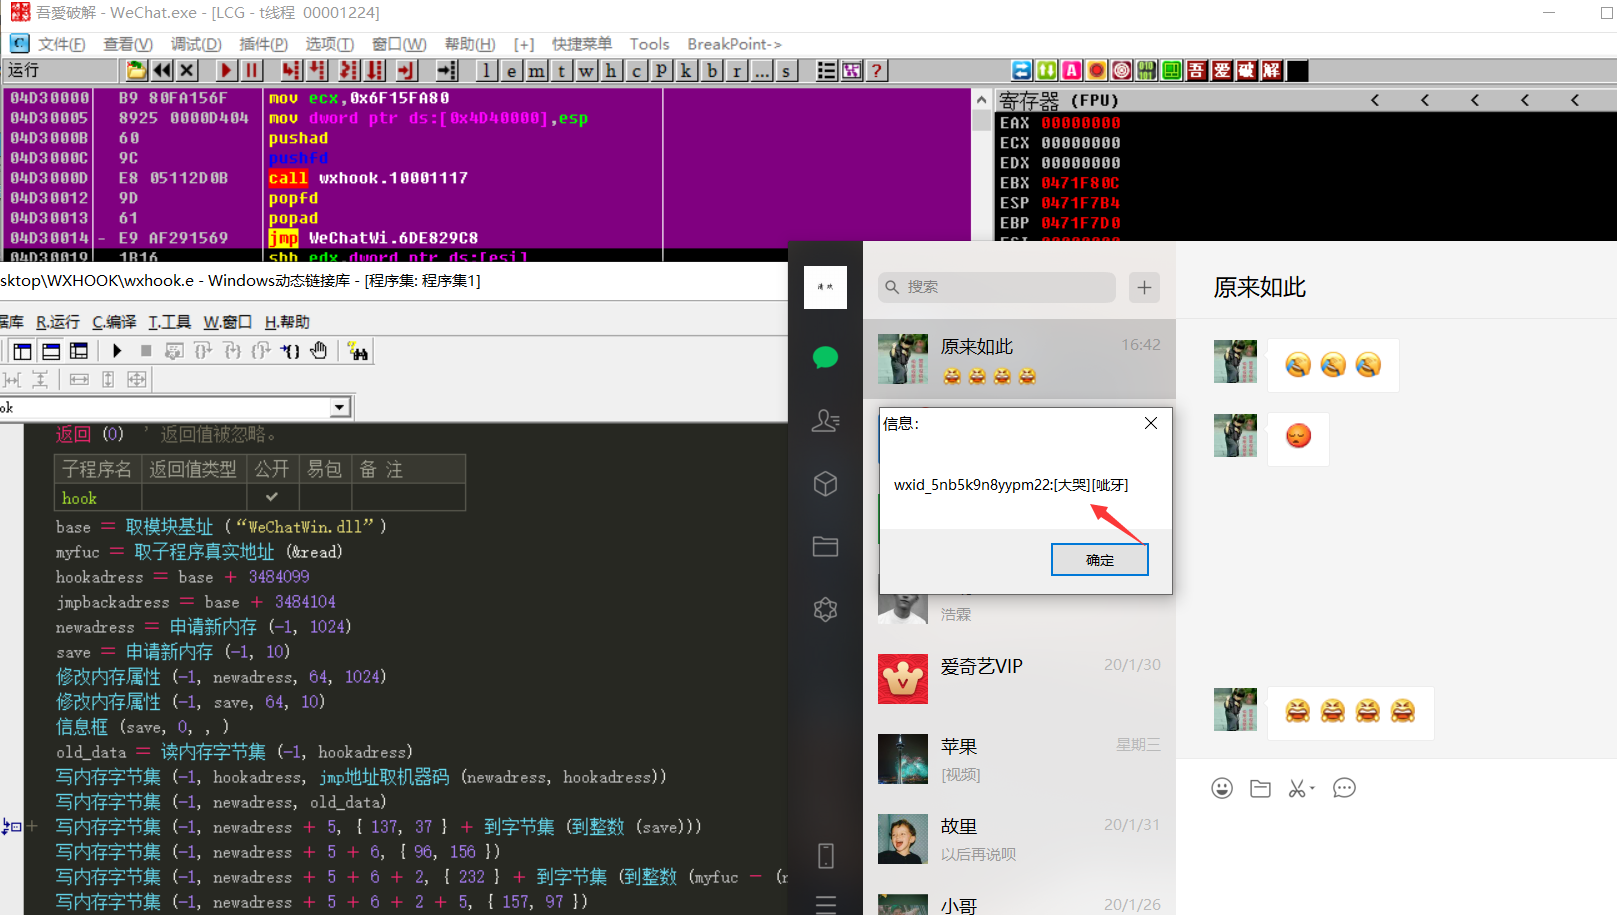 吾愛破解 - WeChat.exe - [LCG - t线程  00001224]
文件(F) 查看(V) 调试(D) 插件(P) 选项(T) 窗口(W) 帮助(H) [+] 快捷菜单 Tools BreakPoint->
运行 l e m t w h c p k b r ... s ? A 吾 爱 破 解
04D30000 B9 80FA156F mov ecx,0x6F15FA80
04D30005 8925 0000D404 mov dword ptr ds:[0x4D40000],esp
04D3000B 60 pushad
04D3000C 9C pushfd
04D3000D E8 05112D0B call wxhook.10001117
04D30012 9D popfd
04D30013 61 popad
04D30014 - E9 AF291569 jmp WeChatWi.6DE829C8
04D30019 1B16 sbb edx,dword ptr ds:[esi]
寄存器 (FPU) < < < < <
EAX 00000000
ECX 00000000
EDX 00000000
EBX 0471F80C
ESP 0471F7B4
EBP 0471F7D0
sktop\WXHOOK\wxhook.e - Windows动态链接库 - [程序集: 程序集1]
据库 R.运行 C.编译 T.工具 W.窗口 H.帮助
ok
返回 (0) ' 返回值被忽略。
子程序名 返回值类型 公开 易包 备 注
hook ✓
base = 取模块基址 (“WeChatWin.dll”)
myfuc = 取子程序真实地址 (&read)
hookadress = base + 3484099
jmpbackadress = base + 3484104
newadress = 申请新内存 (-1, 1024)
save = 申请新内存 (-1, 10)
修改内存属性 (-1, newadress, 64, 1024)
修改内存属性 (-1, save, 64, 10)
信息框 (save, 0, , )
old_data = 读内存字节集 (-1, hookadress)
写内存字节集 (-1, hookadress, jmp地址取机器码 (newadress, hookadress))
写内存字节集 (-1, newadress, old_data)
写内存字节集 (-1, newadress + 5, { 137, 37 } + 到字节集 (到整数 (save)))
写内存字节集 (-1, newadress + 5 + 6, { 96, 156 })
写内存字节集 (-1, newadress + 5 + 6 + 2, { 232 } + 到字节集 (到整数 (myfuc - (n
写内存字节集 (-1, newadress + 5 + 6 + 2 + 5, { 157, 97 })
搜索
原来如此 16:42
信息:
wxid_5nb5k9n8yypm22:[大哭][呲牙]
确定
浩霖
爱奇艺VIP 20/1/30
苹果 星期三
[视频]
故里 20/1/31
以后再说呗
小哥 20/1/26
原来如此